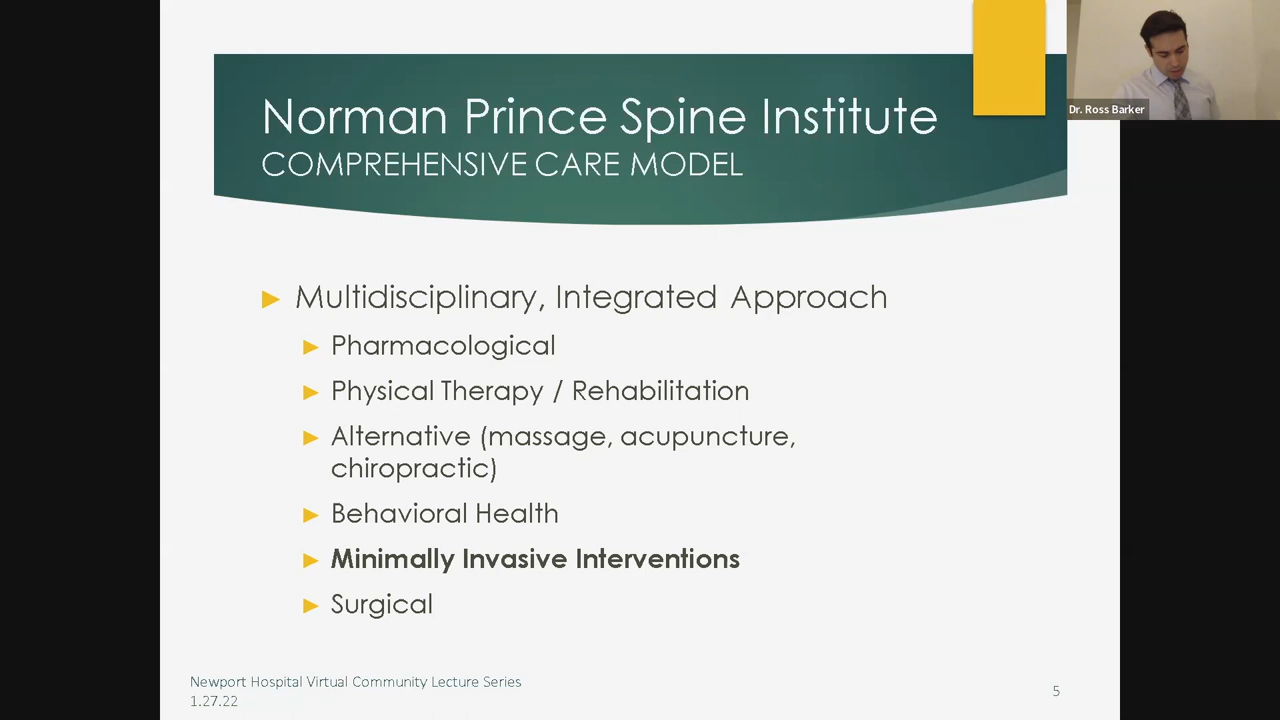 Dr. Ross Barker
Norman Prince Spine Institute
COMPREHENSIVE CARE MODEL
Multidisciplinary, Integrated Approach
Pharmacological
Physical Therapy / Rehabilitation
Alternative (massage, acupuncture,
chiropractic)
Behavioral Health
Minimally Invasive Interventions
Surgical
Newport Hospital Virtual Community Lecture Series
1.27.22
5